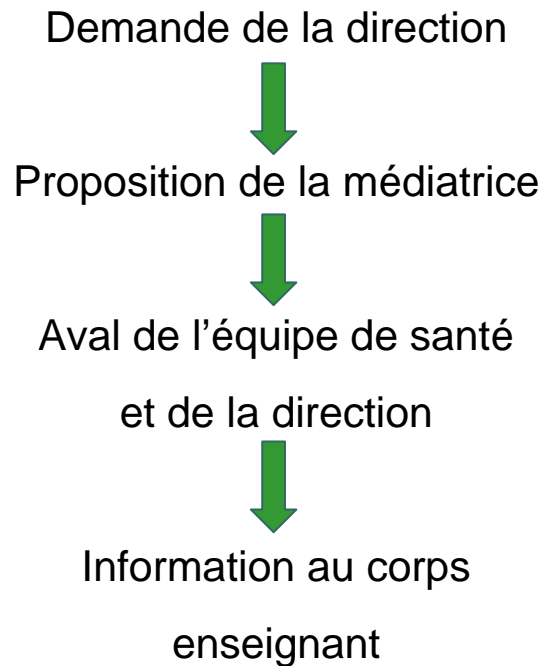 Demande de la direction
Proposition de la médiatrice
Aval de l’équipe de santé
et de la direction
Information au corps
enseignant